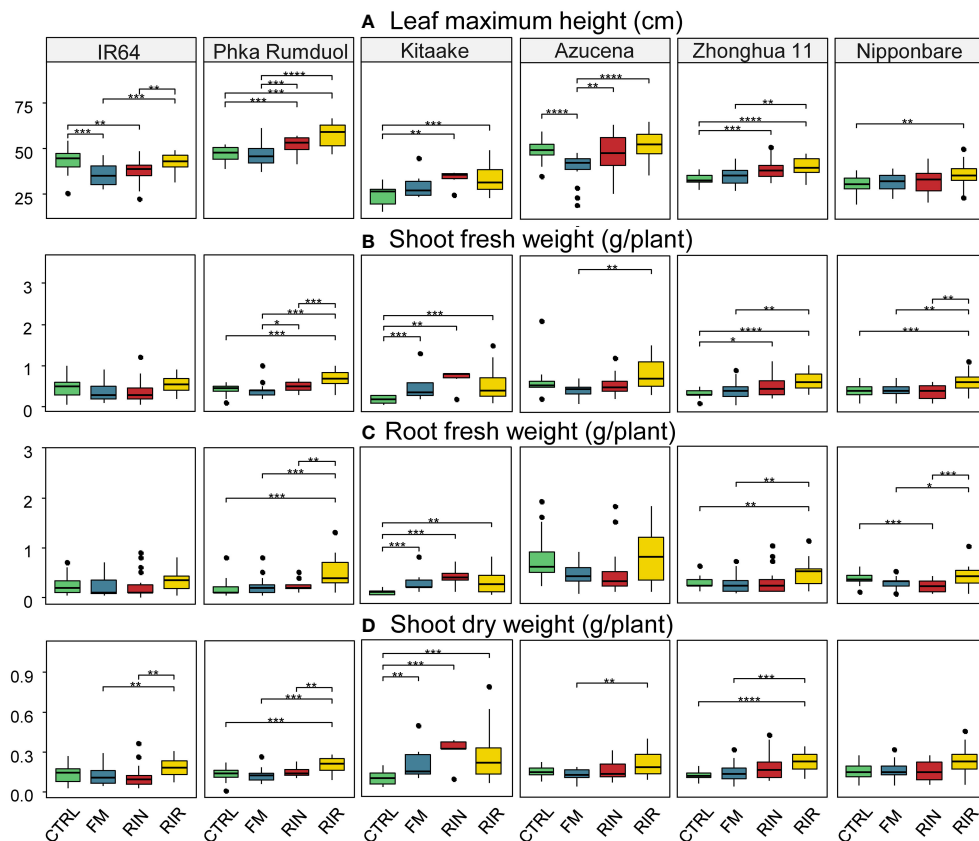 A Leaf maximum height (cm)
IR64 Phka Rumduol Kitaake Azucena Zhonghua 11 Nipponbare
75
50
25
*** ** *** **
*** *** *** ****
** ***
**** ** ****
*** **** **
**
B Shoot fresh weight (g/plant)
3
2
1
0
*** * *** ***
*** ** ***
**
* **** **
*** ** **
C Root fresh weight (g/plant)
3
2
1
0
*** *** **
*** *** **
** **
*** * ***
D Shoot dry weight (g/plant)
0.9
0.6
0.3
0.0
** **
*** *** **
** *** ***
**
**** ***
CTRL FM RIN RIR CTRL FM RIN RIR CTRL FM RIN RIR CTRL FM RIN RIR CTRL FM RIN RIR CTRL FM RIN RIR